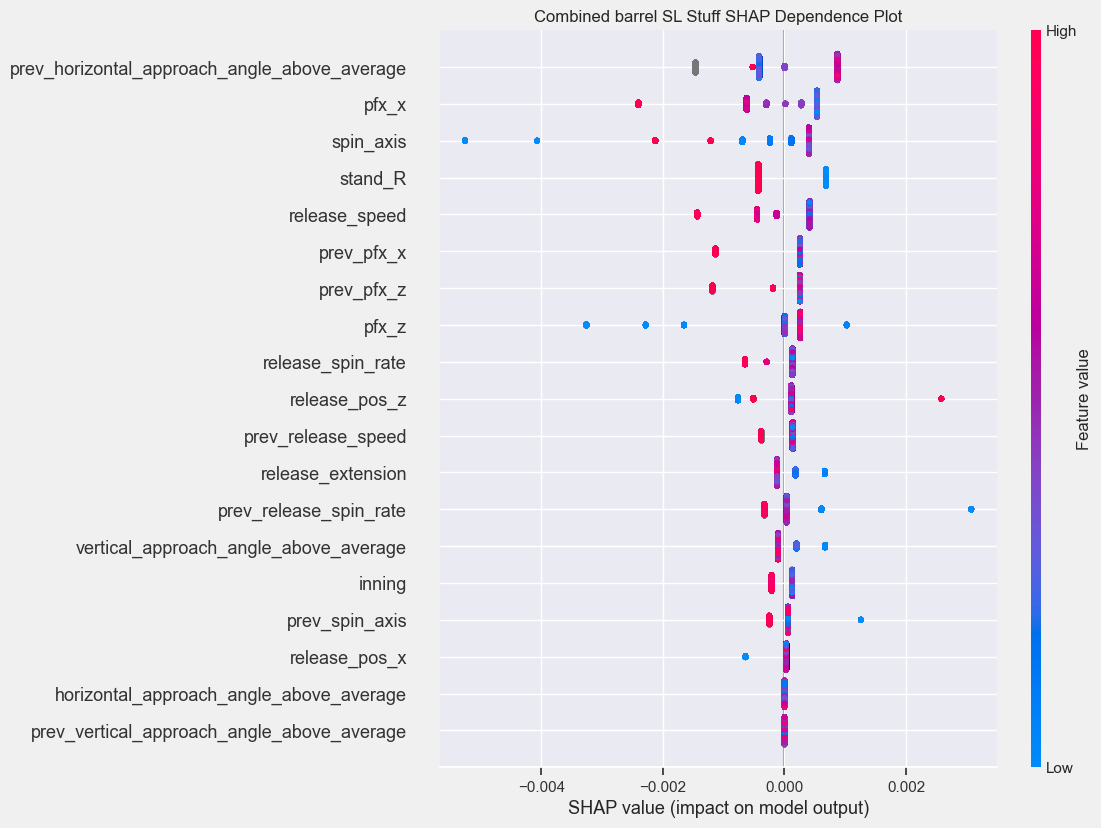 Combined barrel SL Stuff SHAP Dependence Plot
High
prev_horizontal_approach_angle_above_average
pfx_x
spin_axis
stand_R
release_speed
prev_pfx_x
prev_pfx_z
pfx_z
release_spin_rate
release_pos_z
prev_release_speed
release_extension
prev_release_spin_rate
vertical_approach_angle_above_average
inning
prev_spin_axis
release_pos_x
horizontal_approach_angle_above_average
prev_vertical_approach_angle_above_average
Feature value
Low
−0.004 −0.002 0.000 0.002
SHAP value (impact on model output)